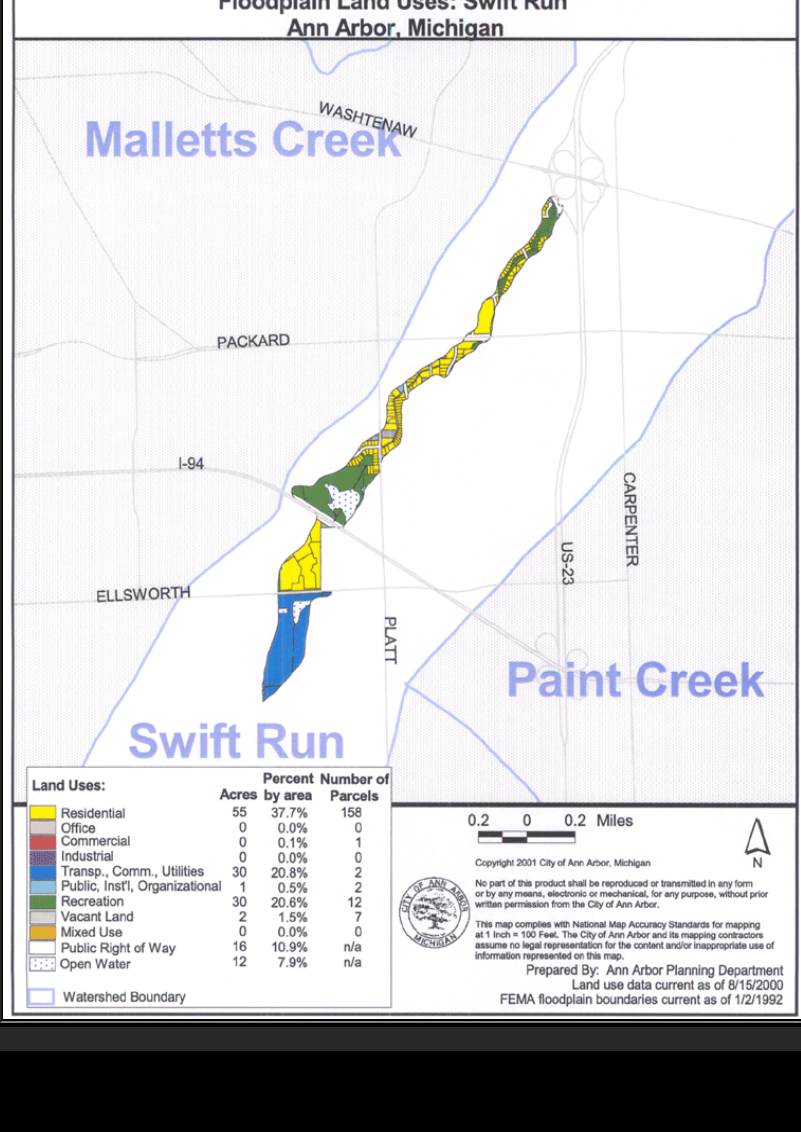 Floodplain Land Uses: Swift Run
Ann Arbor, Michigan
WASHTENAW
Malletts Creek
PACKARD
I-94
CARPENTER
US-23
ELLSWORTH
PLATT
Paint Creek
Swift Run
Land Uses: Acres Percent by area Number of Parcels
Residential 55 37.7% 158
Office 0 0.0% 0
Commercial 0 0.1% 1
Industrial 0 0.0% 0
Transp., Comm., Utilities 30 20.8% 2
Public, Inst'l, Organizational 1 0.5% 2
Recreation 30 20.6% 12
Vacant Land 2 1.5% 7
Mixed Use 0 0.0% 0
Public Right of Way 16 10.9% n/a
Open Water 12 7.9% n/a
Watershed Boundary
0.2 0 0.2 Miles
N
Copyright 2001 City of Ann Arbor, Michigan
CITY OF ANN ARBOR
MICHIGAN
No part of this product shall be reproduced or transmitted in any form
or by any means, electronic or mechanical, for any purpose, without prior
written permission from the City of Ann Arbor.
This map complies with National Map Accuracy Standards for mapping
at 1 Inch = 100 Feet. The City of Ann Arbor and its mapping contractors
assume no legal representation for the content and/or inappropriate use of
information represented on this map.
Prepared By: Ann Arbor Planning Department
Land use data current as of 8/15/2000
FEMA floodplain boundaries current as of 1/2/1992